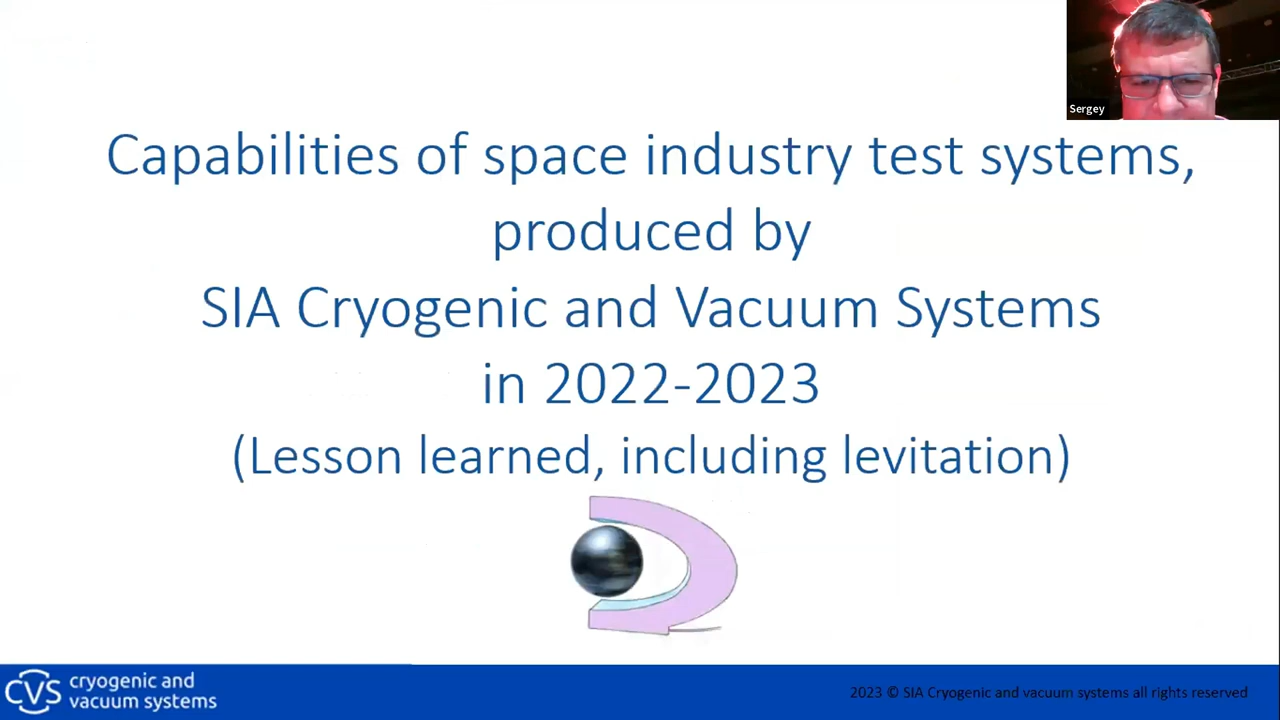 Sergey
Capabilities of space industry test systems,
produced by
SIA Cryogenic and Vacuum Systems
in 2022-2023
(Lesson learned, including levitation)
CVS
cryogenic and
vacuum systems
2023 © SIA Cryogenic and vacuum systems all rights reserved